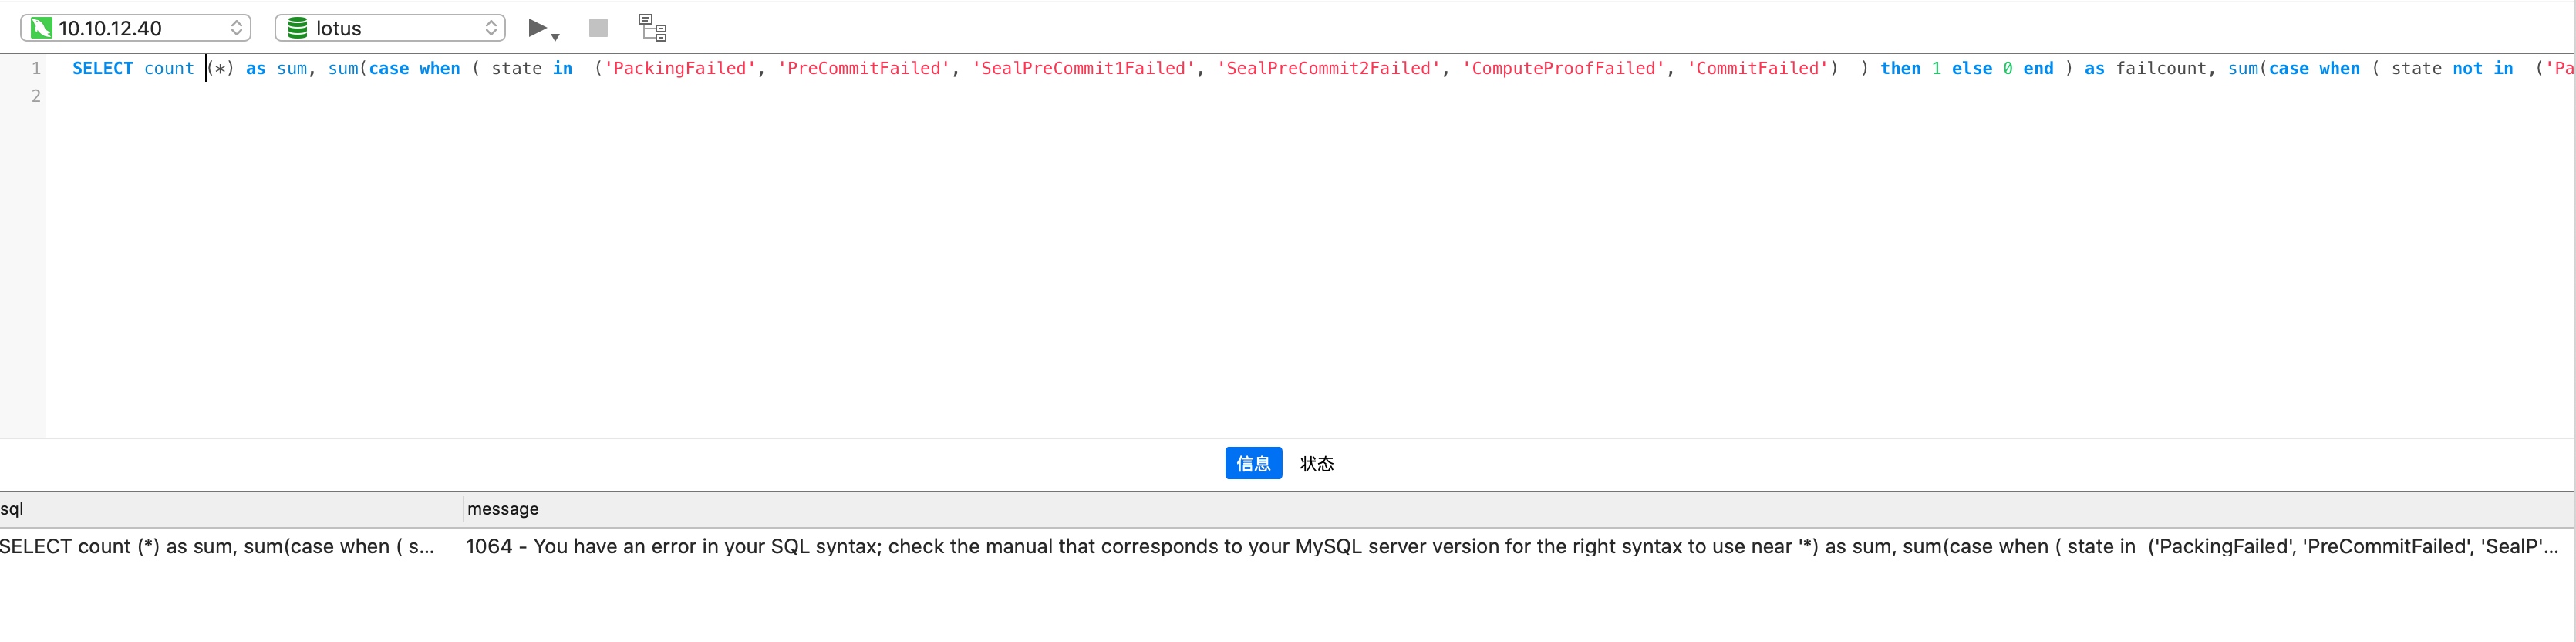 10.10.12.40 lotus
1 SELECT count (*) as sum, sum(case when ( state in  ('PackingFailed', 'PreCommitFailed', 'SealPreCommit1Failed', 'SealPreCommit2Failed', 'ComputeProofFailed', 'CommitFailed')  ) then 1 else 0 end ) as failcount, sum(case when ( state not in  ('Pa
2
信息 状态
sql message
SELECT count (*) as sum, sum(case when ( s... 1064 - You have an error in your SQL syntax; check the manual that corresponds to your MySQL server version for the right syntax to use near '*) as sum, sum(case when ( state in  ('PackingFailed', 'PreCommitFailed', 'SealP'...